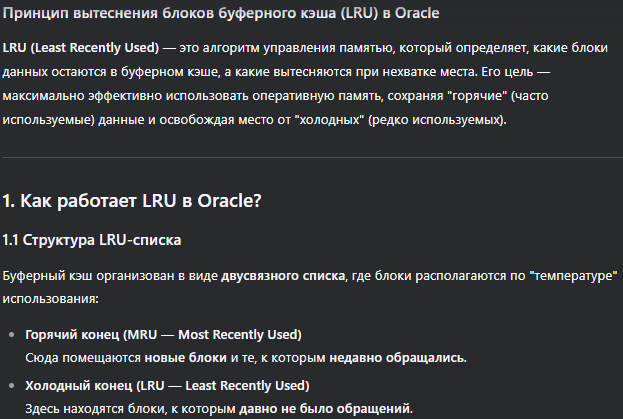 Принцип вытеснения блоков буферного кэша (LRU) в Oracle
LRU (Least Recently Used) — это алгоритм управления памятью, который определяет, какие блоки
данных остаются в буферном кэше, а какие вытесняются при нехватке места. Его цель —
максимально эффективно использовать оперативную память, сохраняя "горячие" (часто
используемые) данные и освобождая место от "холодных" (редко используемых).
1. Как работает LRU в Oracle?
1.1 Структура LRU-списка
Буферный кэш организован в виде двусвязного списка, где блоки располагаются по "температуре"
использования:
• Горячий конец (MRU — Most Recently Used)
Сюда помещаются новые блоки и те, к которым недавно обращались.
• Холодный конец (LRU — Least Recently Used)
Здесь находятся блоки, к которым давно не было обращений.